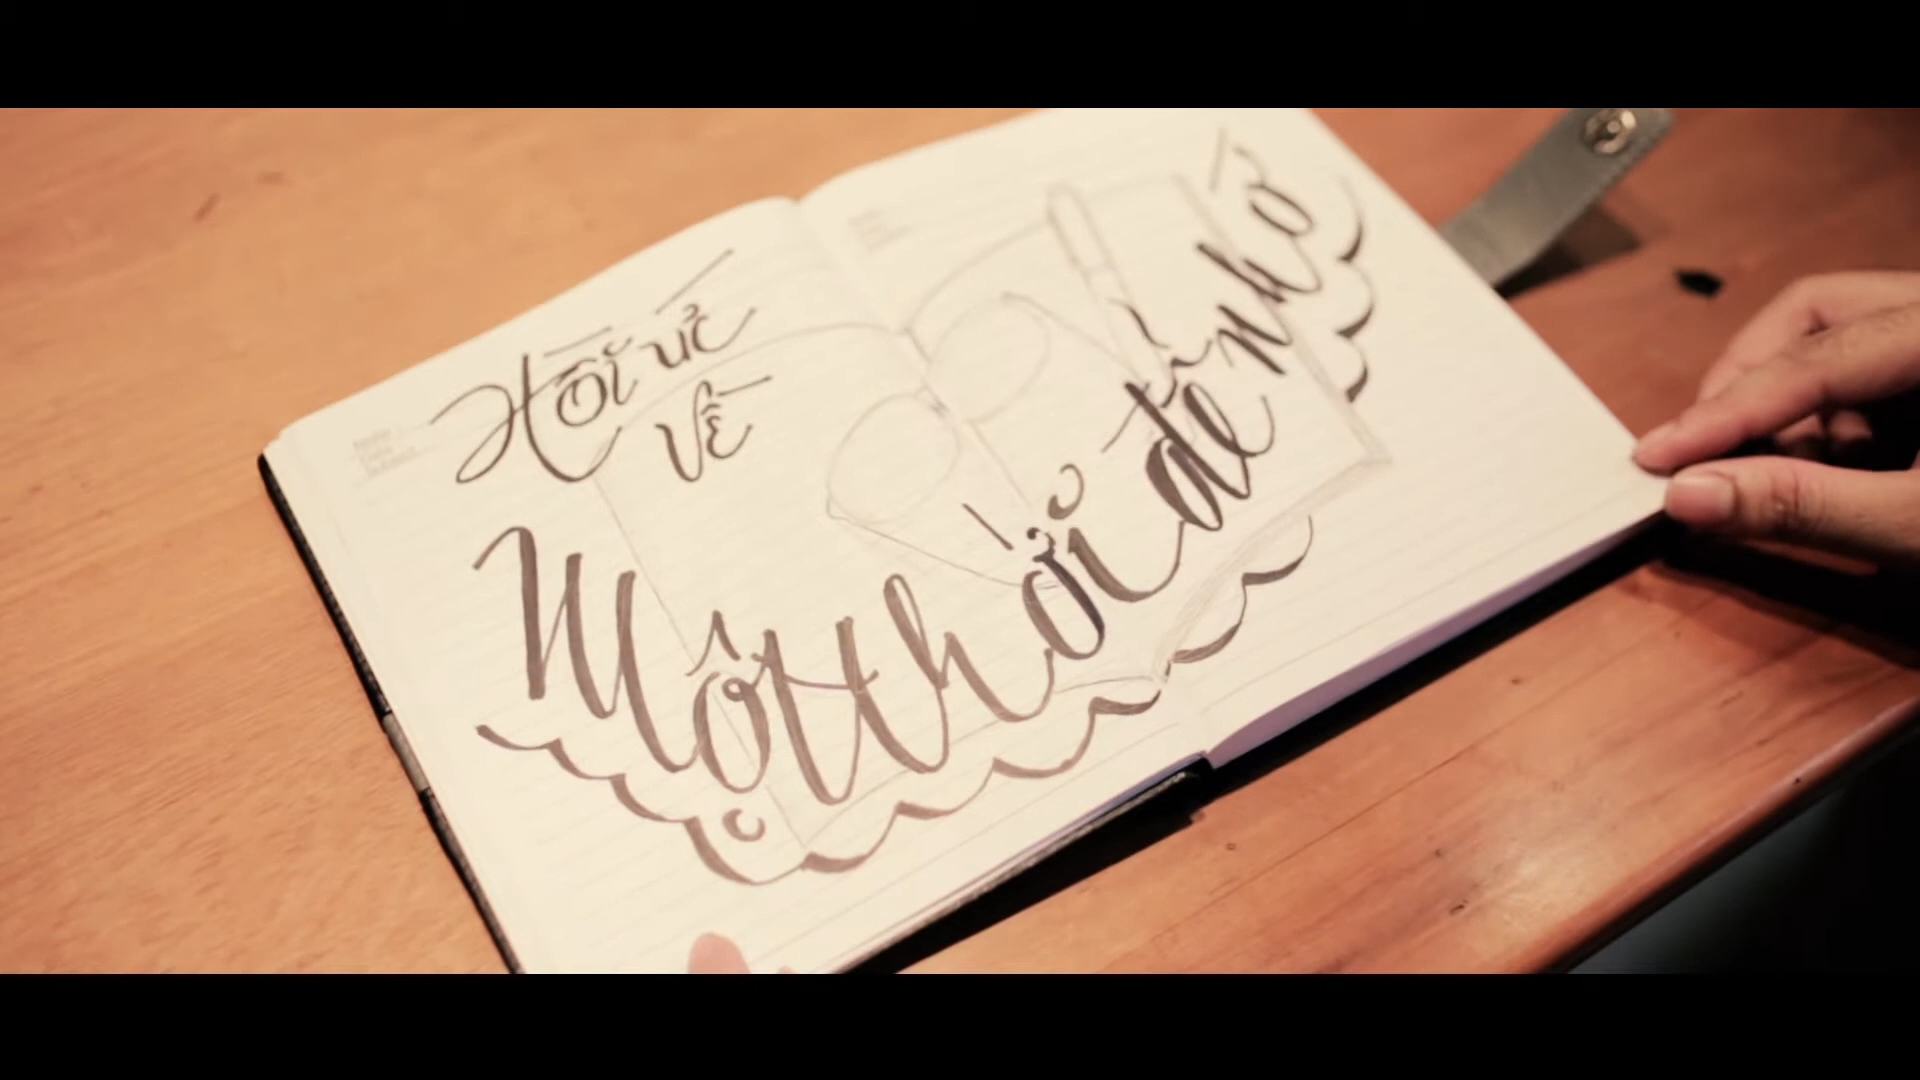 Hồi ức
về
Một thời để nhớ